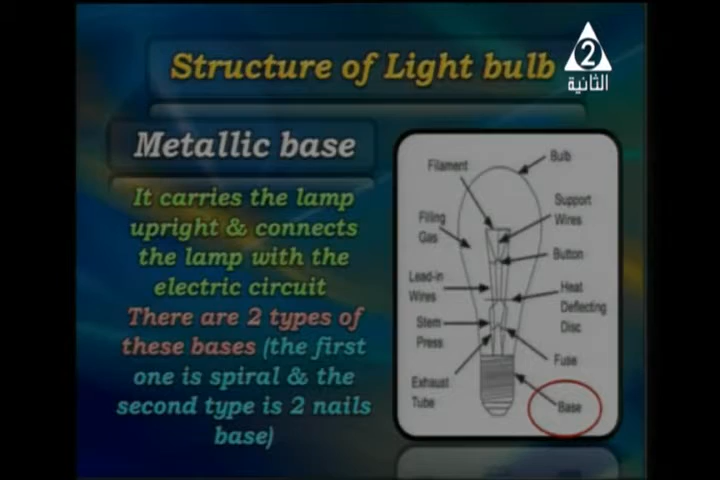 Structure of Light bulb
2
الثانية
Metallic base
It carries the lamp
upright & connects
the lamp with the
electric circuit
There are 2 types of
these bases (the first
one is spiral & the
second type is 2 nails
base)
Filament
Bulb
Support
Wires
Filling
Gas
Button
Lead-in
Wires
Heat
Deflecting
Disc
Stem
Press
Fuse
Exhaust
Tube
Base